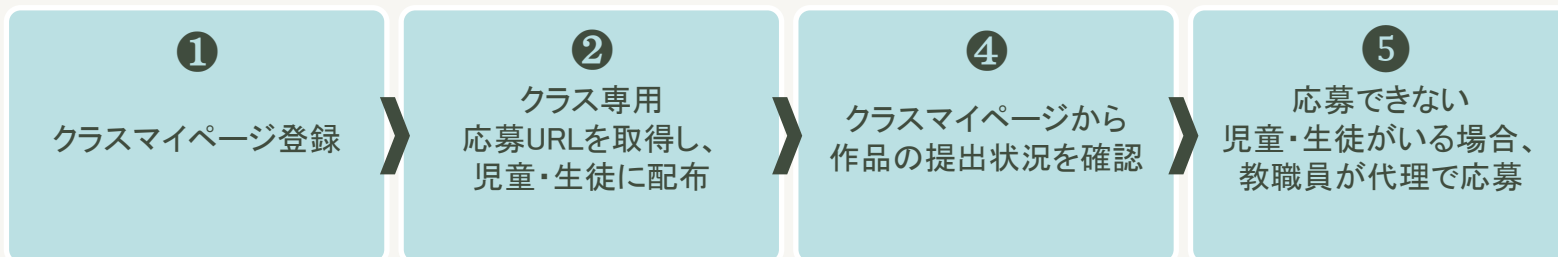 ❶
クラスマイページ登録
❷
クラス専用
応募URLを取得し、
児童・生徒に配布
❹
クラスマイページから
作品の提出状況を確認
❺
応募できない
児童・生徒がいる場合、
教職員が代理で応募